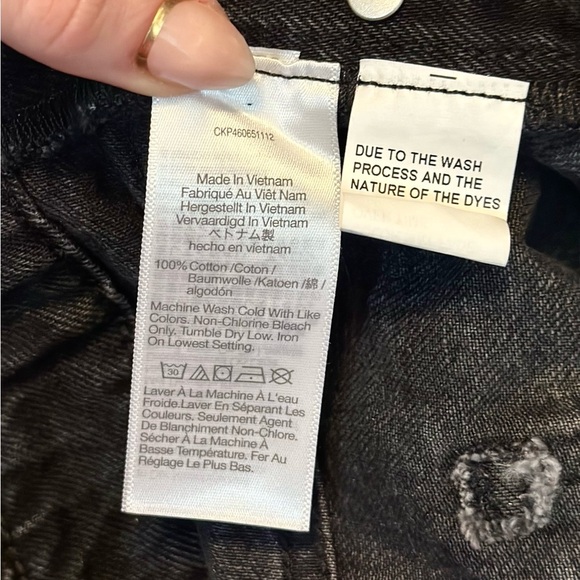 CKP460651112
Made In Vietnam
Fabriqué Au Viêt Nam
Hergestellt In Vietnam
Vervaardigd In Vietnam
ベトナム製
hecho en vietnam
100% Cotton /Coton /
Baumwolle /Katoen /綿 /
algodón
Machine Wash Cold With Like
Colors. Non-Chlorine Bleach
Only. Tumble Dry Low. Iron
On Lowest Setting.
30
Laver À La Machine À L'eau
Froide.Laver En Séparant Les
Couleurs. Seulement Agent
De Blanchiment Non-Chlore.
Sécher À La Machine À
Basse Température. Fer Au
Réglage Le Plus Bas.
DUE TO THE WASH
PROCESS AND THE
NATURE OF THE DYES